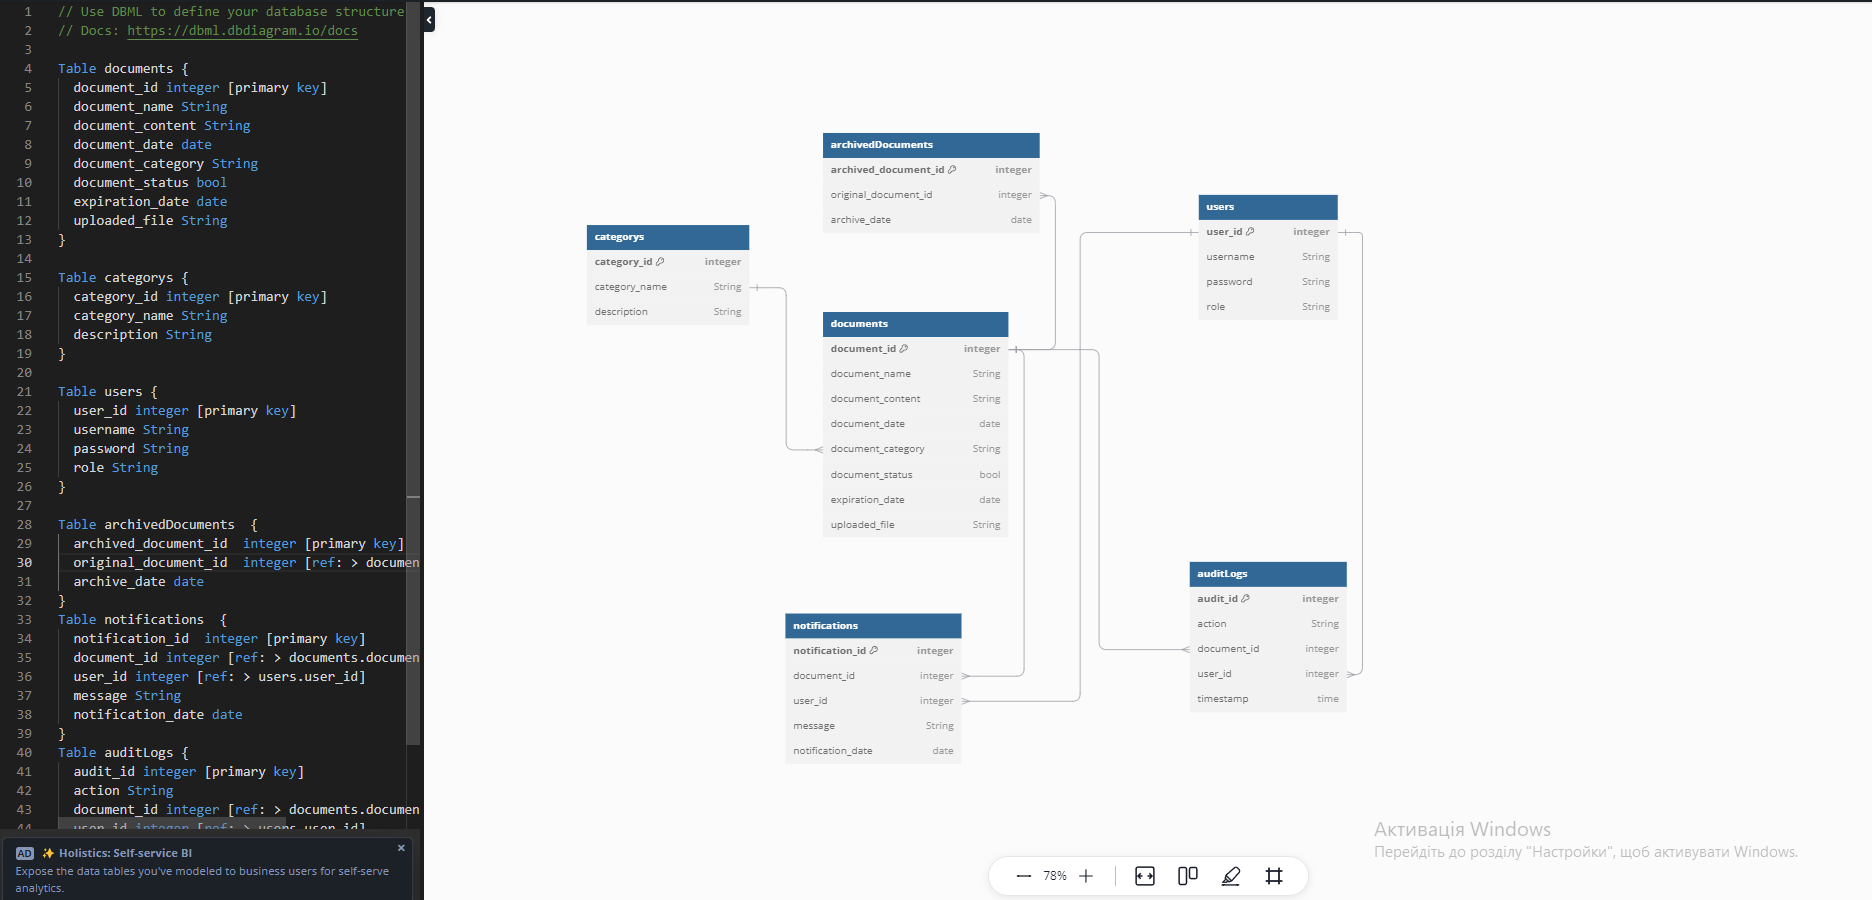 1 // Use DBML to define your database structure
2 // Docs: https://dbml.dbdiagram.io/docs
3
4 Table documents {
5 document_id integer [primary key]
6 document_name String
7 document_content String
8 document_date date
9 document_category String
10 document_status bool
11 expiration_date date
12 uploaded_file String
13 }
14
15 Table categorys {
16 category_id integer [primary key]
17 category_name String
18 description String
19 }
20
21 Table users {
22 user_id integer [primary key]
23 username String
24 password String
25 role String
26 }
27
28 Table archivedDocuments {
29 archived_document_id integer [primary key]
30 original_document_id integer [ref: > documen
31 archive_date date
32 }
33 Table notifications {
34 notification_id integer [primary key]
35 document_id integer [ref: > documents.documen
36 user_id integer [ref: > users.user_id]
37 message String
38 notification_date date
39 }
40 Table auditLogs {
41 audit_id integer [primary key]
42 action String
43 document_id integer [ref: > documents.documen
44 user_id integer [ref: > users.user_id]
AD ✨ Holistics: Self-service BI
Expose the data tables you've modeled to business users for self-serve
analytics.
archivedDocuments
archived_document_id integer
original_document_id integer
archive_date date
categorys
category_id integer
category_name String
description String
documents
document_id integer
document_name String
document_content String
document_date date
document_category String
document_status bool
expiration_date date
uploaded_file String
users
user_id integer
username String
password String
role String
notifications
notification_id integer
document_id integer
user_id integer
message String
notification_date date
auditLogs
audit_id integer
action String
document_id integer
user_id integer
timestamp time
Активація Windows
Перейдіть до розділу "Настройки", щоб активувати Windows.
78%